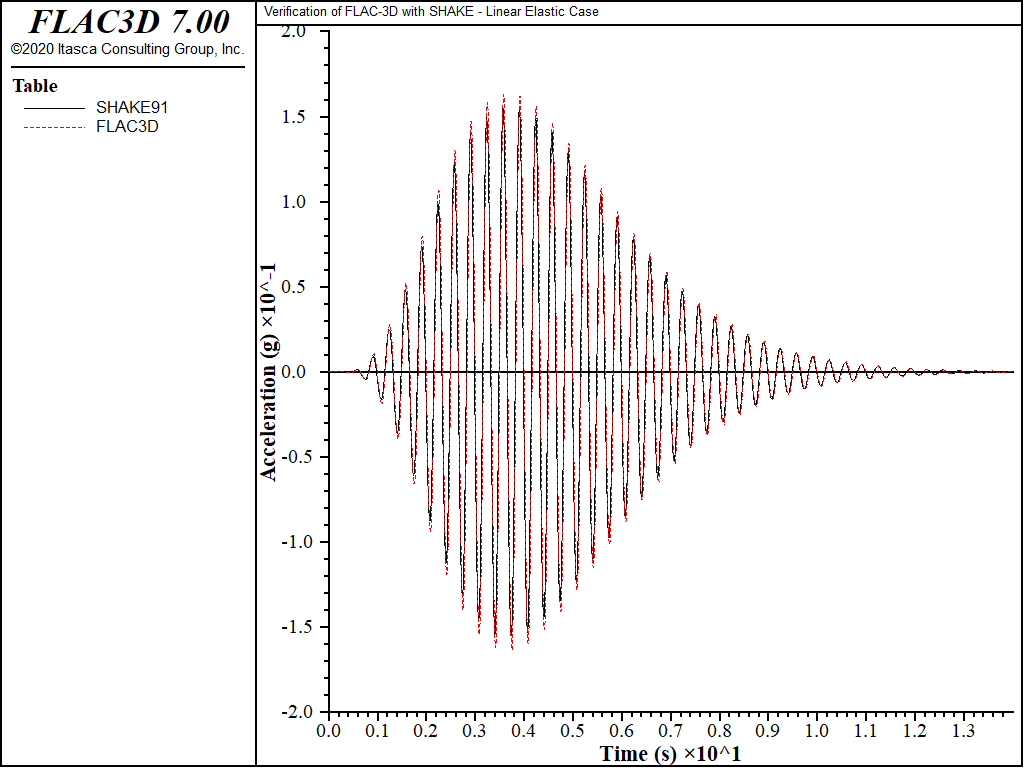 FLAC3D 7.00
©2020 Itasca Consulting Group, Inc.
Table
SHAKE91
FLAC3D
Verification of FLAC-3D with SHAKE - Linear Elastic Case
2.0
1.5
1.0
0.5
0.0
-0.5
-1.0
-1.5
-2.0
Acceleration (g) ×10^-1
0.0 0.1 0.2 0.3 0.4 0.5 0.6 0.7 0.8 0.9 1.0 1.1 1.2 1.3
Time (s) ×10^1